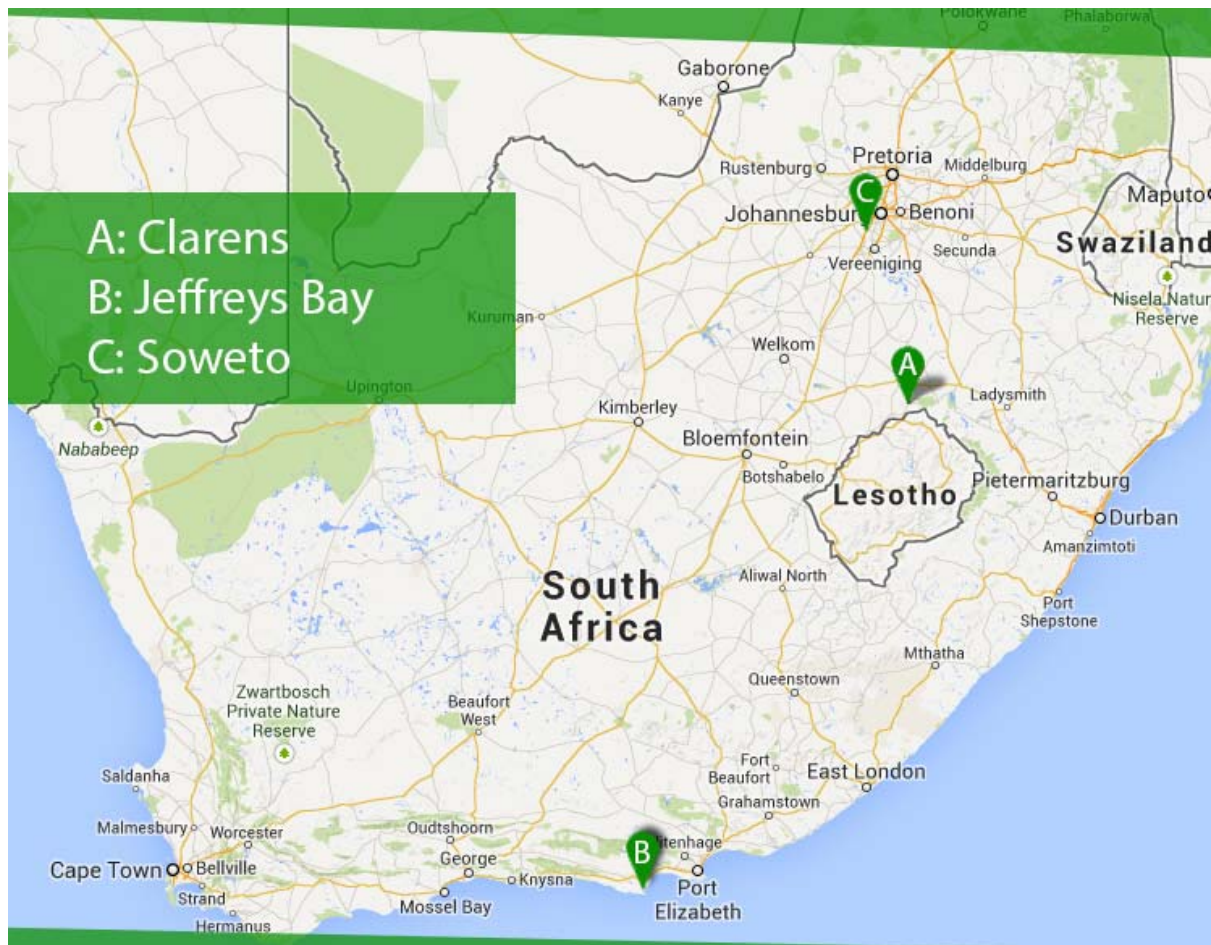 Polokwane
Phalaborwa
Gaborone
Kanye
Pretoria
Rustenburg
Middelburg
C
Maputo
Johannesbur
Benoni
A: Clarens
Swaziland
Secunda
Vereeniging
B: Jeffreys Bay
Nisela Natur
Reserve
Kuruman
C: Soweto
Welkom
A
Upington
Ladysmith
Kimberley
Nababeep
Bloemfontein
Botshabelo
Pietermaritzburg
Lesotho
Durban
Amanzimtoti
South
Africa
Aliwal North
Port
Shepstone
Mthatha
Queenstown
Zwartbosch
Private Nature
Reserve
Beaufort
West
Fort
Beaufort
East London
Saldanha
Grahamstown
Malmesbury
Worcester
Oudtshoorn
B
itenhage
Cape Town
Bellville
George
Knysna
Strand
Mossel Bay
Port
Elizabeth
Hermanus